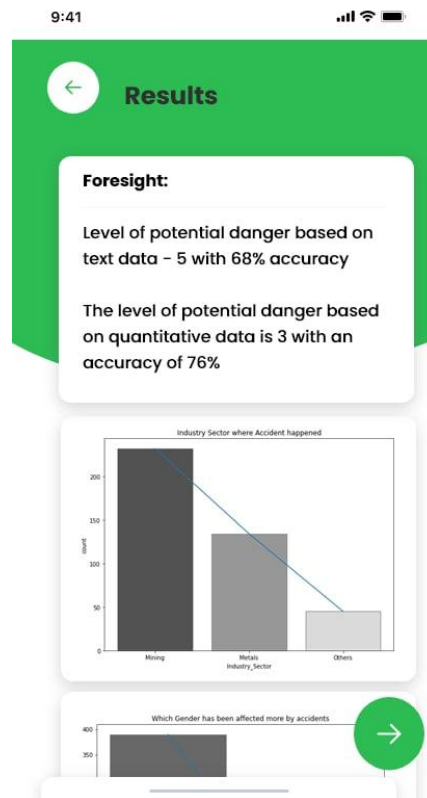 9:41
Results
Foresight:
Level of potential danger based on
text data - 5 with 68% accuracy
The level of potential danger based
on quantitative data is 3 with an
accuracy of 76%
Industry Sector where Accident happened
200
150
100
50
0
count
Mining
Metals
Others
Industry_Sector
Which Gender has been affected more by accidents
400
350